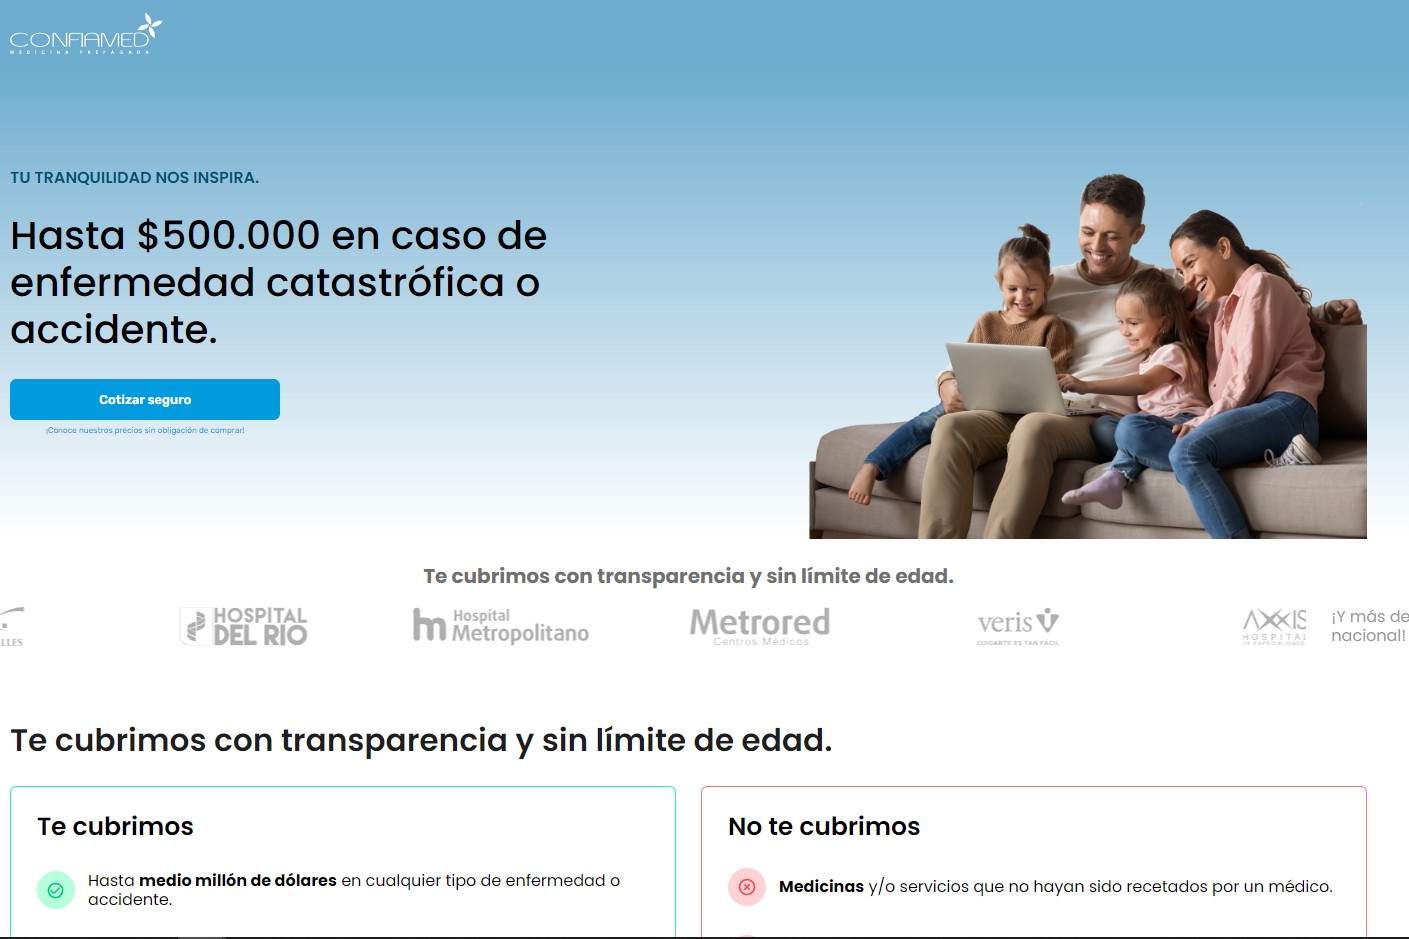 CONFIAMED
MEDICINA PREPAGADA
TU TRANQUILIDAD NOS INSPIRA.
Hasta $500.000 en caso de
enfermedad catastrófica o
accidente.
Cotizar seguro
¡Conoce nuestros precios sin obligación de comprar!
Te cubrimos con transparencia y sin límite de edad.
LLES
HOSPITAL
DEL RIO
hm Hospital
Metropolitano
Metrored
Centros Médicos
veris
CUIDARTE ES TAN FÁCIL
AXXIS
HOSPITAL
DE ESPECIALIDADES
¡Y más de
nacional!
Te cubrimos con transparencia y sin límite de edad.
Te cubrimos
Hasta medio millón de dólares en cualquier tipo de enfermedad o
accidente.
No te cubrimos
Medicinas y/o servicios que no hayan sido recetados por un médico.